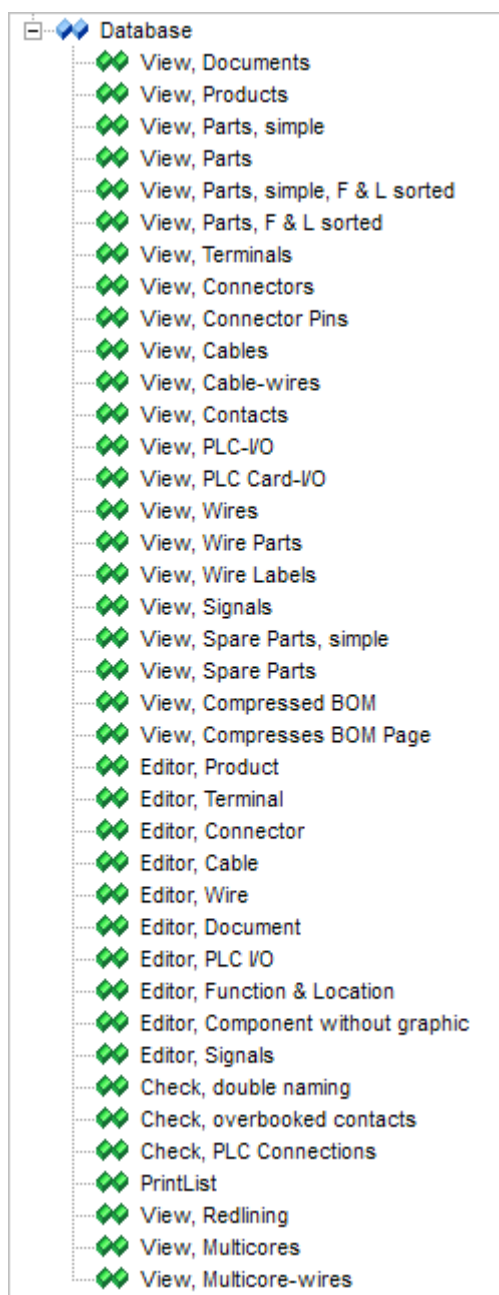 Database
View, Documents
View, Products
View, Parts, simple
View, Parts
View, Parts, simple, F & L sorted
View, Parts, F & L sorted
View, Terminals
View, Connectors
View, Connector Pins
View, Cables
View, Cable-wires
View, Contacts
View, PLC-I/O
View, PLC Card-I/O
View, Wires
View, Wire Parts
View, Wire Labels
View, Signals
View, Spare Parts, simple
View, Spare Parts
View, Compressed BOM
View, Compresses BOM Page
Editor, Product
Editor, Terminal
Editor, Connector
Editor, Cable
Editor, Wire
Editor, Document
Editor, PLC I/O
Editor, Function & Location
Editor, Component without graphic
Editor, Signals
Check, double naming
Check, overbooked contacts
Check, PLC Connections
PrintList
View, Redlining
View, Multicores
View, Multicore-wires